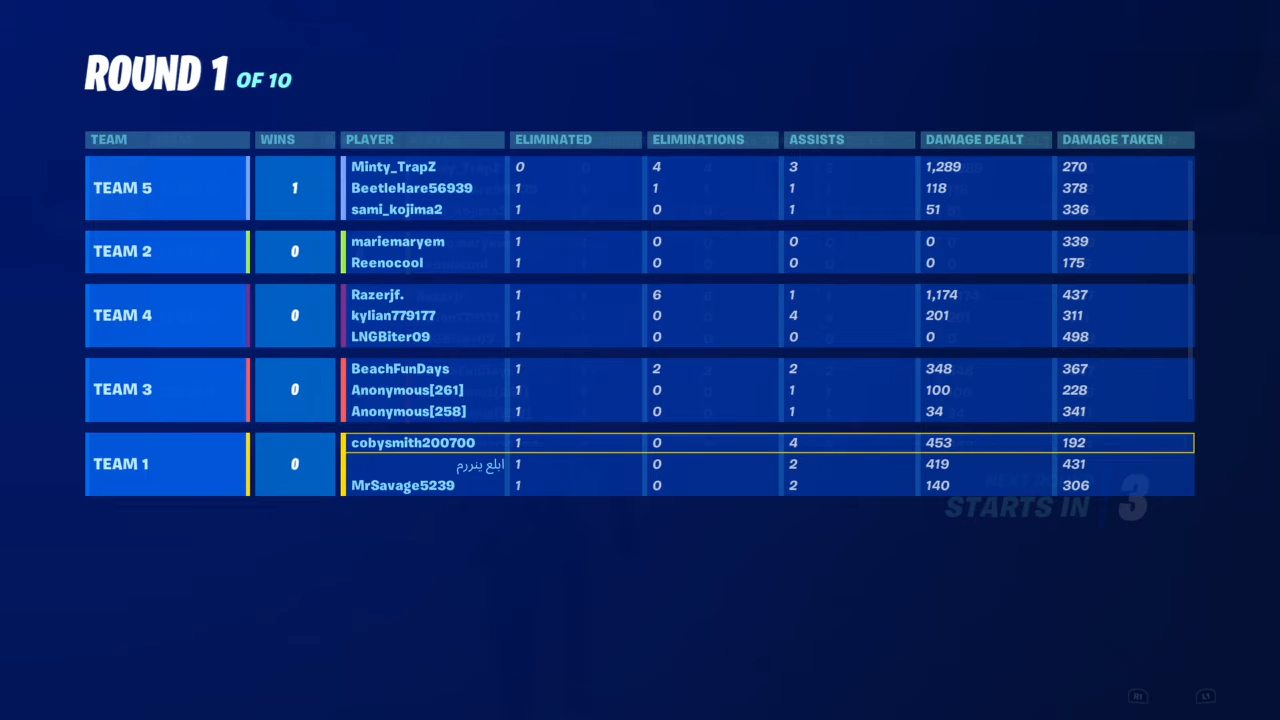 ROUND 1 OF 10
TEAM WINS PLAYER ELIMINATED ELIMINATIONS ASSISTS DAMAGE DEALT DAMAGE TAKEN
TEAM 5 1
Minty_TrapZ 0 4 3 1,289 270
BeetleHare56939 1 1 1 118 378
sami_kojima2 1 0 1 51 336
TEAM 2 0
mariemaryem 1 0 0 0 339
Reenocool 1 0 0 0 175
TEAM 4 0
Razerjf. 1 6 1 1,174 437
kylian779177 1 0 4 201 311
LNGBiter09 1 0 0 0 498
TEAM 3 0
BeachFunDays 1 2 2 348 367
Anonymous[261] 1 0 1 100 228
Anonymous[258] 1 0 1 34 341
TEAM 1 0
cobysmith200700 1 0 4 453 192
ابلع ينررم 1 0 2 419 431
MrSavage5239 1 0 2 140 306
STARTS IN 3
R1 L1